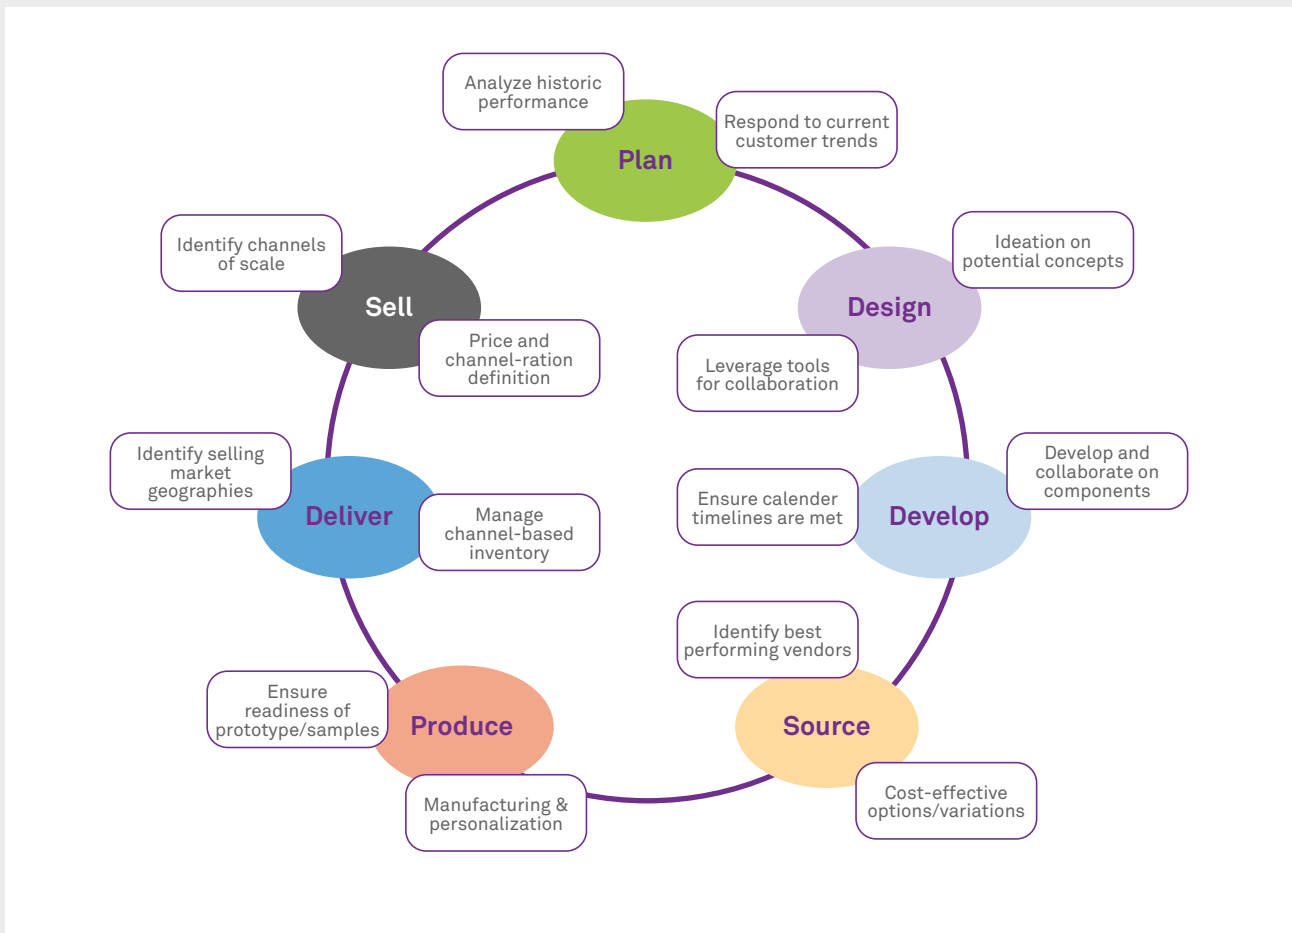 Analyze historic
performance
Respond to current
customer trends
Plan
Identify channels
of scale
Ideation on
potential concepts
Sell
Design
Price and
channel-ration
definition
Leverage tools
for collaboration
Identify selling
market
geographies
Develop and
collaborate on
components
Deliver
Manage
channel-based
inventory
Ensure calender
timelines are met
Develop
Identify best
performing vendors
Ensure
readiness of
prototype/samples
Produce
Source
Manufacturing &
personalization
Cost-effective
options/variations